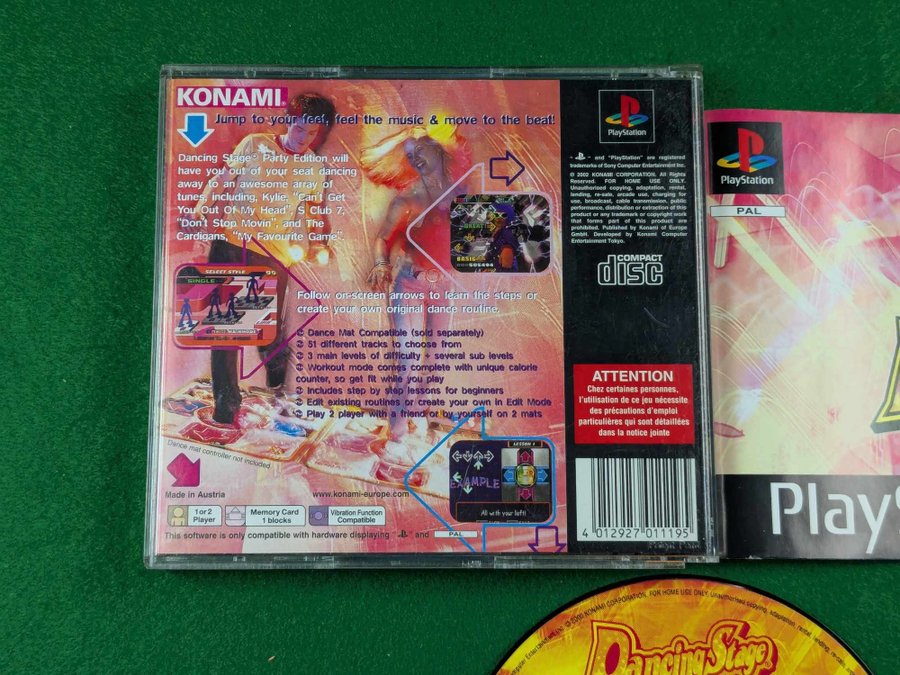 KONAMI
Jump to your feet, feel the music & move to the beat!
Dancing Stage™ Party Edition will
have you out of your seat dancing
away to an awesome array of
tunes, including, Kylie, "Can't Get
You Out Of My Head", S Club 7,
"Don't Stop Movin", and The
Cardigans, "My Favourite Game".
SELECT STYLE
SINGLE
BASIC
Follow on-screen arrows to learn the steps or
create your own original dance routine.
Dance Mat Compatible (sold separately)
51 different tracks to choose from
3 main levels of difficulty + several sub levels
Workout mode comes complete with unique calorie
counter, so get fit while you play
Includes step by step lessons for beginners
Edit existing routines or create your own in Edit Mode
Play 2 player with a friend or by yourself on 2 mats
LESSON 1
EXAMPLE
All with your left!
Dance mat controller not included
Made in Austria
www.konami-europe.com
1 or 2
Player
Memory Card
1 blocks
Vibration Function
Compatible
This software is only compatible with hardware displaying " " and PAL
PlayStation
" " and "PlayStation" are registered
trademarks of Sony Computer Entertainment Inc.
© 2002 KONAMI CORPORATION. ALL RIGHTS RESERVED.
FOR HOME USE ONLY.
Unauthorised copying, adaptation, rental,
lending, re-sale, arcade use, charging for
use, broadcast, cable transmission, public
performance, distribution or extraction of this
product or any trademark or copyright work
that forms part of this product are
prohibited. Published by Konami of Europe
GmbH. Developed by Konami Computer
Entertainment Tokyo.
COMPACT
disc
ATTENTION
Chez certaines personnes,
l'utilisation de ce jeu nécessite
des précautions d'emploi
particulières qui sont détaillées
dans la notice jointe
4 012927 011195
PlayStation
PAL
PlayS
© 2000 KONAMI CORPORATION. FOR HOME USE ONLY. Unauthorised copying, adaptation, rental, lending,
Dancing Stage